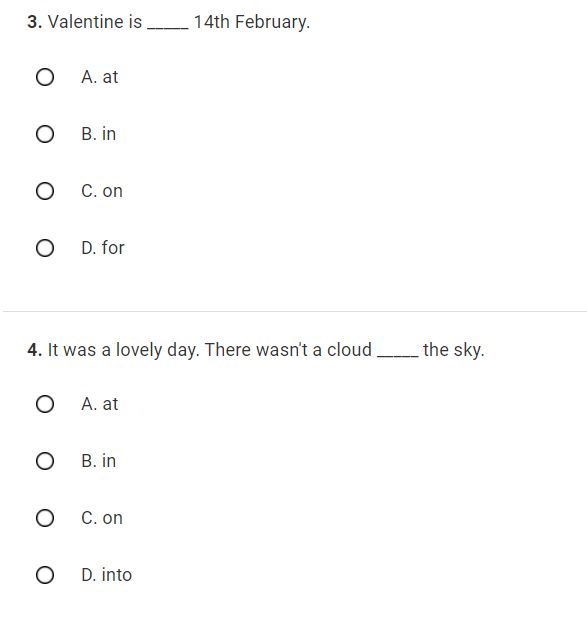 3. Valentine is _____ 14th February.
A. at
B. in
C. on
D. for
4. It was a lovely day. There wasn't a cloud _____ the sky.
A. at
B. in
C. on
D. into